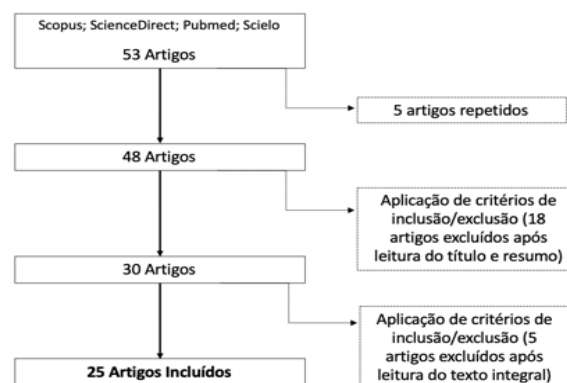 Scopus; ScienceDirect; Pubmed; Scielo
53 Artigos
5 artigos repetidos
48 Artigos
Aplicação de critérios de
inclusão/exclusão (18
artigos excluídos após
leitura do título e resumo)
30 Artigos
Aplicação de critérios de
inclusão/exclusão (5
artigos excluídos após
leitura do texto integral)
25 Artigos Incluídos